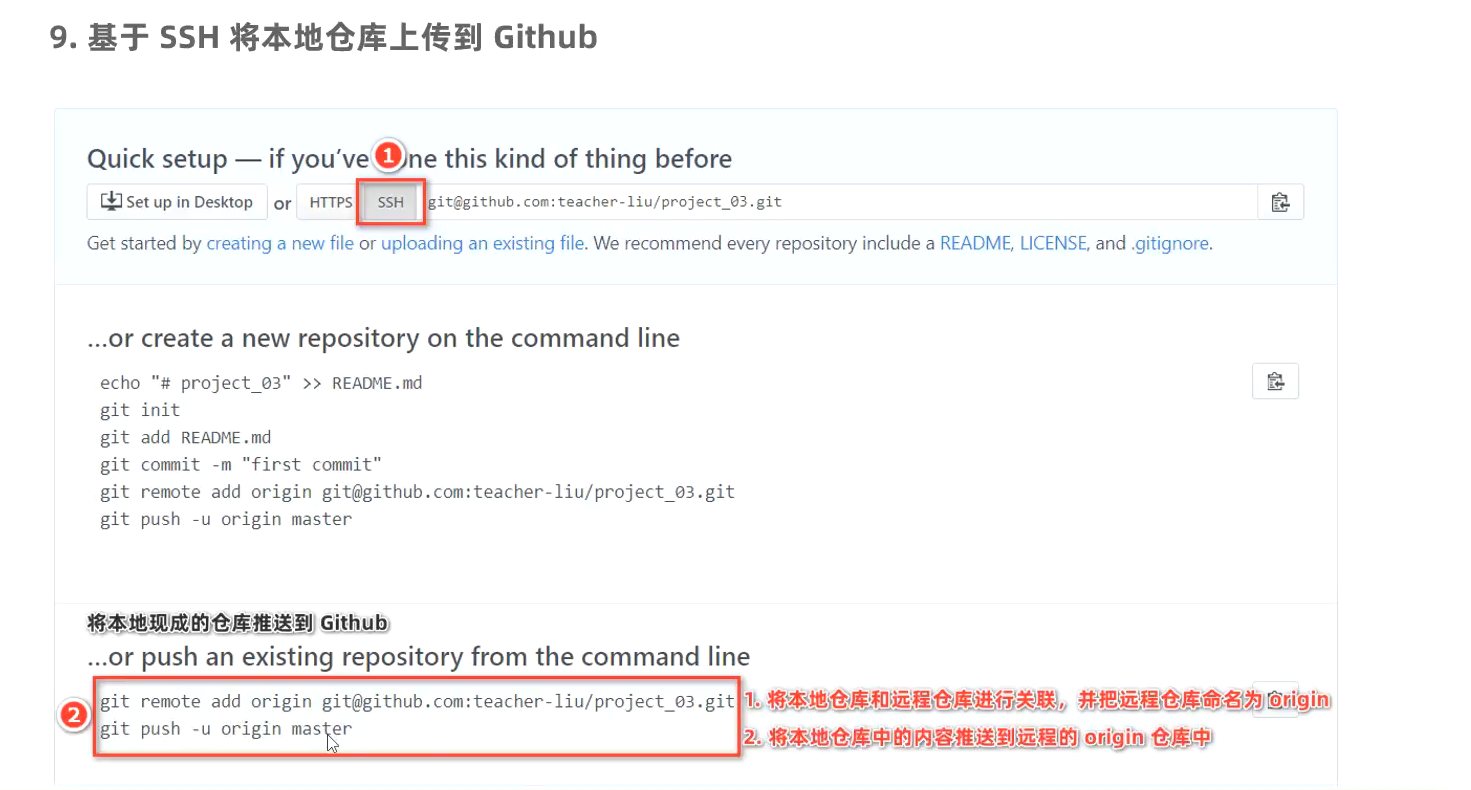 9. 基于 SSH 将本地仓库上传到 Github
Quick setup — if you’ve ne this kind of thing before
1
Set up in Desktop or HTTPS SSH git@github.com:teacher-liu/project_03.git
Get started by creating a new file or uploading an existing file. We recommend every repository include a README, LICENSE, and .gitignore.
…or create a new repository on the command line
echo "# project_03" >> README.md
git init
git add README.md
git commit -m "first commit"
git remote add origin git@github.com:teacher-liu/project_03.git
git push -u origin master
将本地现成的仓库推送到 Github
…or push an existing repository from the command line
2
git remote add origin git@github.com:teacher-liu/project_03.git 1. 将本地仓库和远程仓库进行关联，并把远程仓库命名为 origin
git push -u origin master 2. 将本地仓库中的内容推送到远程的 origin 仓库中